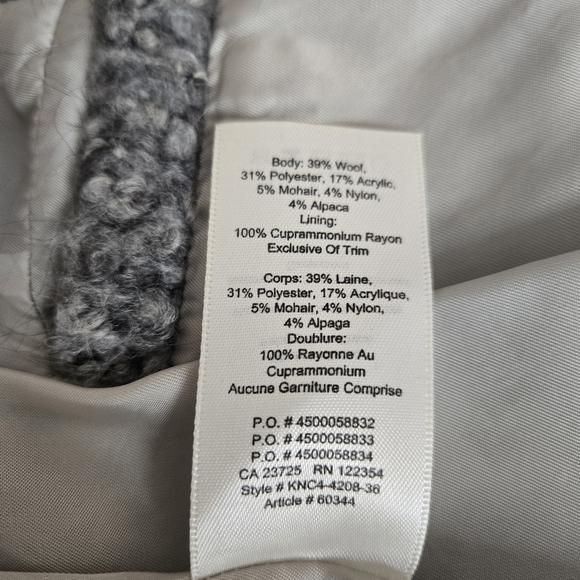 Body: 39% Wool,
31% Polyester, 17% Acrylic,
5% Mohair, 4% Nylon,
4% Alpaca
Lining:
100% Cuprammonium Rayon
Exclusive Of Trim
Corps: 39% Laine,
31% Polyester, 17% Acrylique,
5% Mohair, 4% Nylon,
4% Alpaga
Doublure:
100% Rayonne Au
Cuprammonium
Aucune Garniture Comprise
P.O. # 4500058832
P.O. # 4500058833
P.O. # 4500058834
CA 23725 RN 122354
Style # KNC4-4208-36
Article # 60344